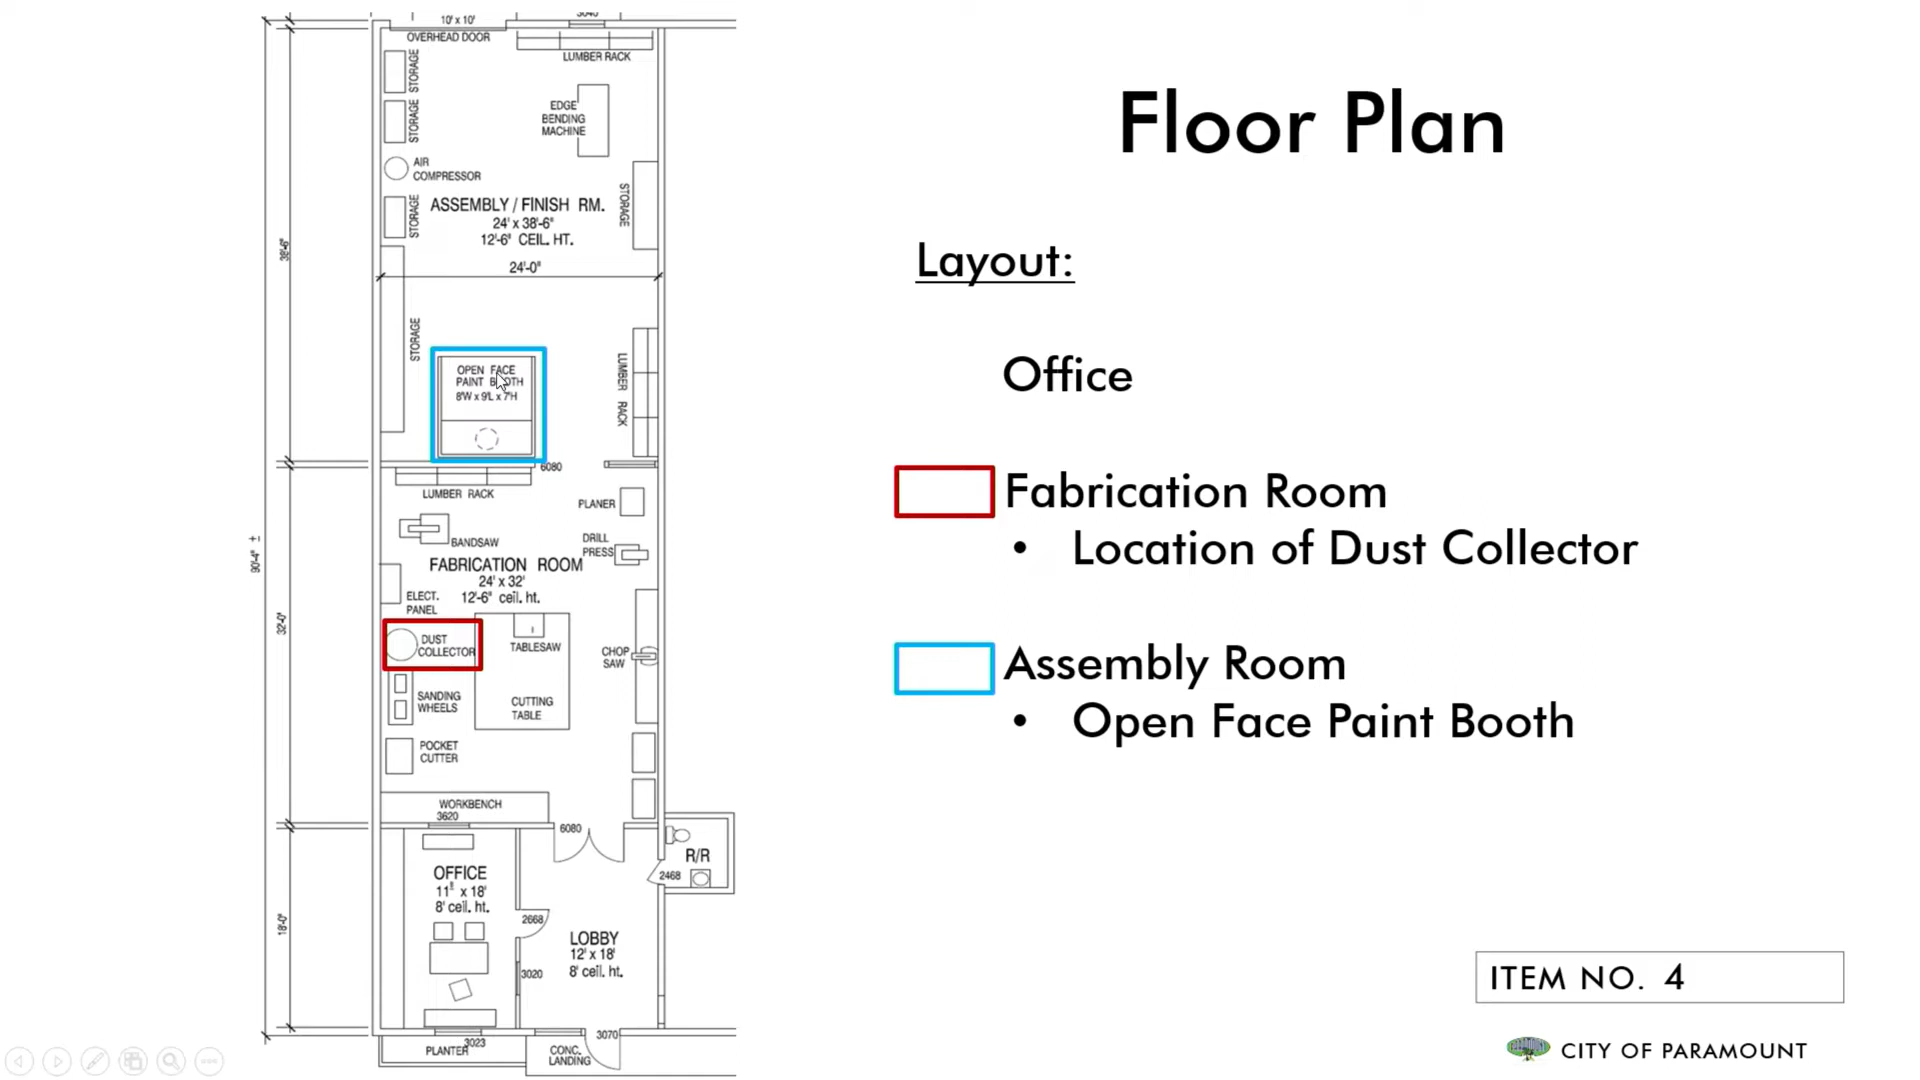 10' x 10'
OVERHEAD DOOR
3040
LUMBER RACK
STORAGE
STORAGE
EDGE
BENDING
MACHINE
AIR
COMPRESSOR
STORAGE
STORAGE
ASSEMBLY / FINISH RM.
24' x 38'-6"
12'-6" CEIL. HT.
38'-6"
24'-0"
STORAGE
OPEN FACE
PAINT BOOTH
8'W x 9'L x 7'H
LUMBER RACK
6080
LUMBER RACK
PLANER
BANDSAW
DRILL
PRESS
90'-4" ±
FABRICATION ROOM
24' x 32'
12'-6" ceil. ht.
ELECT.
PANEL
32'-0"
DUST
COLLECTOR
TABLESAW
CHOP
SAW
SANDING
WHEELS
CUTTING
TABLE
POCKET
CUTTER
WORKBENCH
3620
6080
R/R
2468
OFFICE
11' x 18'
8' ceil. ht.
2668
18'-0"
LOBBY
12' x 18'
8' ceil. ht.
3020
3070
3023
PLANTER
CONC.
LANDING
Floor Plan
Layout:
Office
Fabrication Room
• Location of Dust Collector
Assembly Room
• Open Face Paint Booth
ITEM NO. 4
CITY OF PARAMOUNT